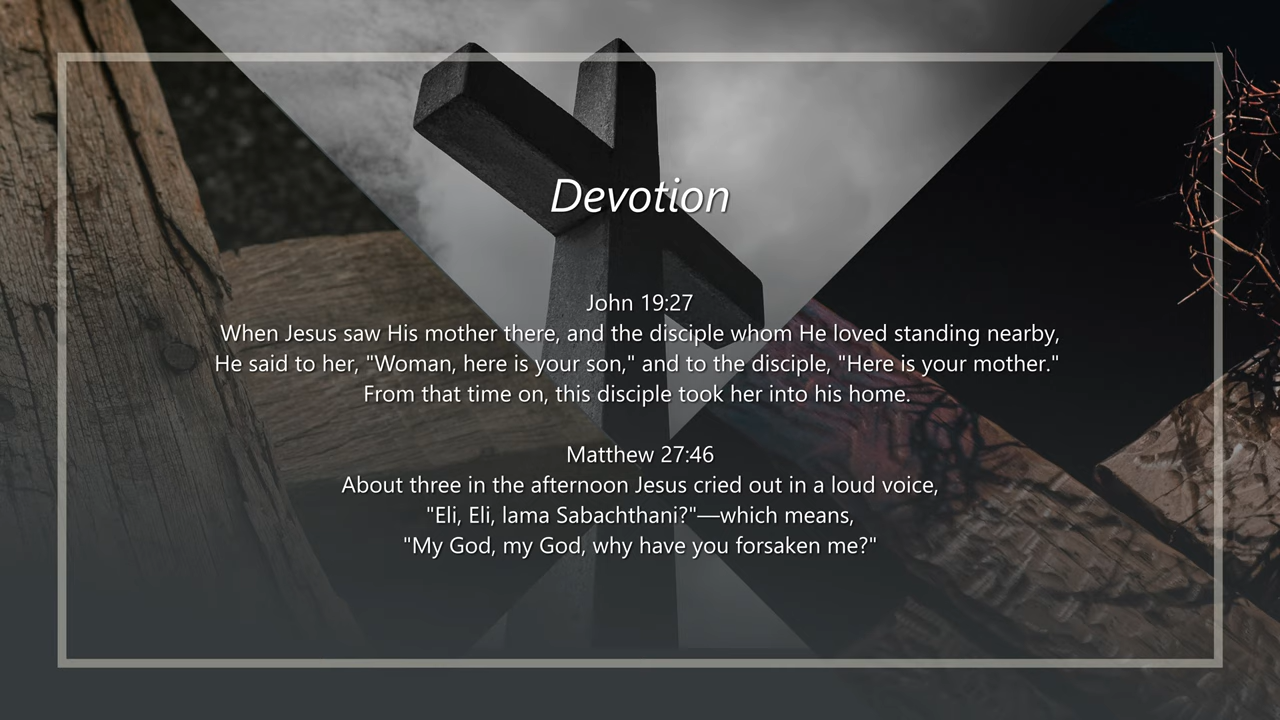 Devotion
John 19:27
When Jesus saw His mother there, and the disciple whom He loved standing nearby,
He said to her, "Woman, here is your son," and to the disciple, "Here is your mother."
From that time on, this disciple took her into his home.
Matthew 27:46
About three in the afternoon Jesus cried out in a loud voice,
"Eli, Eli, lama Sabachthani?"—which means,
"My God, my God, why have you forsaken me?"